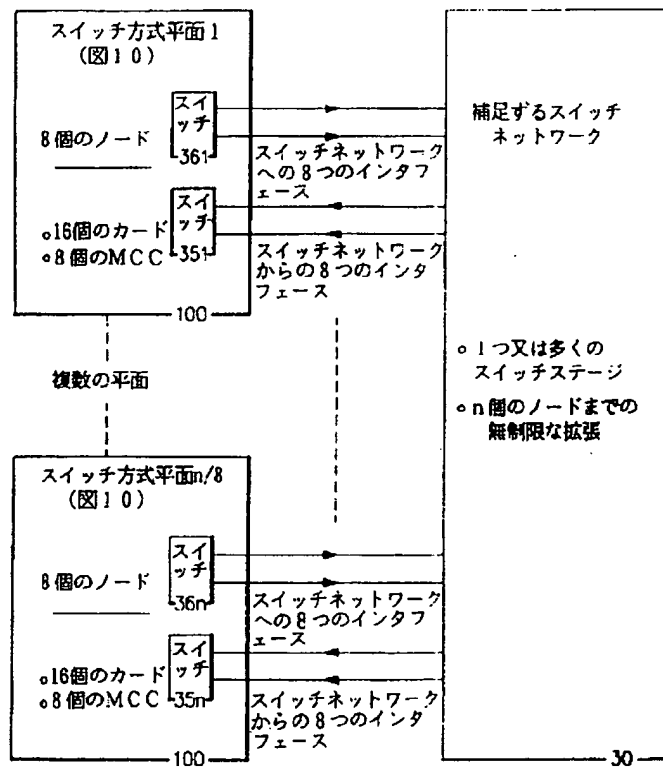 スイッチ方式平面1
(図10)
スイ
ッチ
361
8個のノード
スイ
ッチ
351
o16個のカード
o8個のMCC
100
スイッチネットワーク
への8つのインタフ
ェース
スイッチネットワーク
からの8つのインタ
フェース
複数の平面
スイッチ方式平面n/8
(図10)
スイ
ッチ
36n
8個のノード
スイ
ッチ
35n
o16個のカード
o8個のMCC
100
スイッチネットワーク
への8つのインタフ
ェース
スイッチネットワーク
からの8つのインタ
フェース
補足するスイッチ
ネットワーク
o 1つ又は多くの
スイッチステージ
o n個のノードまでの
無制限な拡張
30